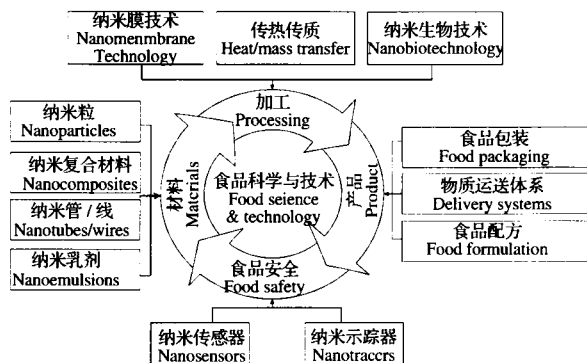 纳米膜技术
Nanomenmbrane
Technology
传热传质
Heat/mass transfer
纳米生物技术
Nanobiotechnology
加工
Processing
纳米粒
Nanoparticles
纳米复合材料
Nanocomposites
纳米管/线
Nanotubes/wires
纳米乳剂
Nanoemulsions
材料
Matcrials
食品科学与技术
Food seience
& technology
产品
Product
食品包装
Food packaging
物质运送体系
Delivery systems
食品配方
Food formulation
食品安全
Food safety
纳米传感器
Nanosensors
纳米示踪器
Nanotraccrs